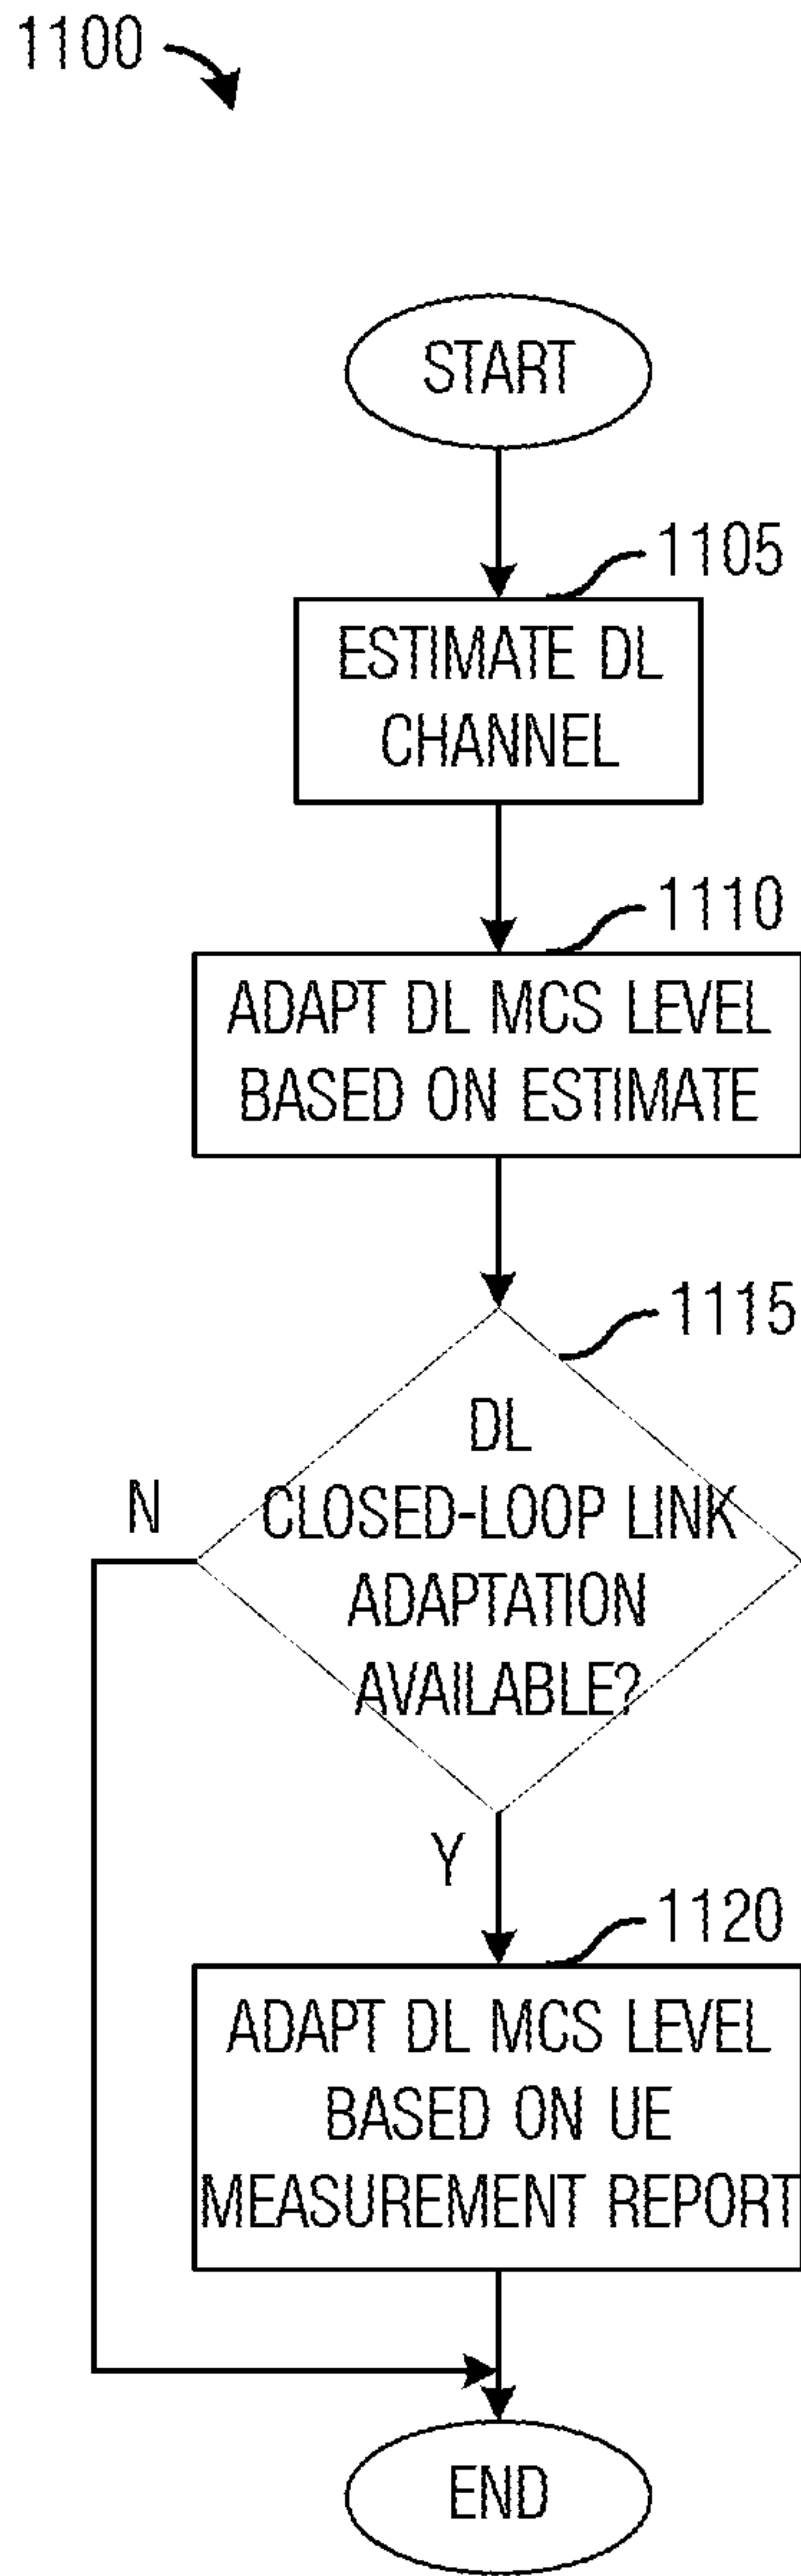 1100
START
1105
ESTIMATE DL
CHANNEL
1110
ADAPT DL MCS LEVEL
BASED ON ESTIMATE
1115
DL
CLOSED-LOOP LINK
ADAPTATION
AVAILABLE?
N
Y
1120
ADAPT DL MCS LEVEL
BASED ON UE
MEASUREMENT REPORT
END